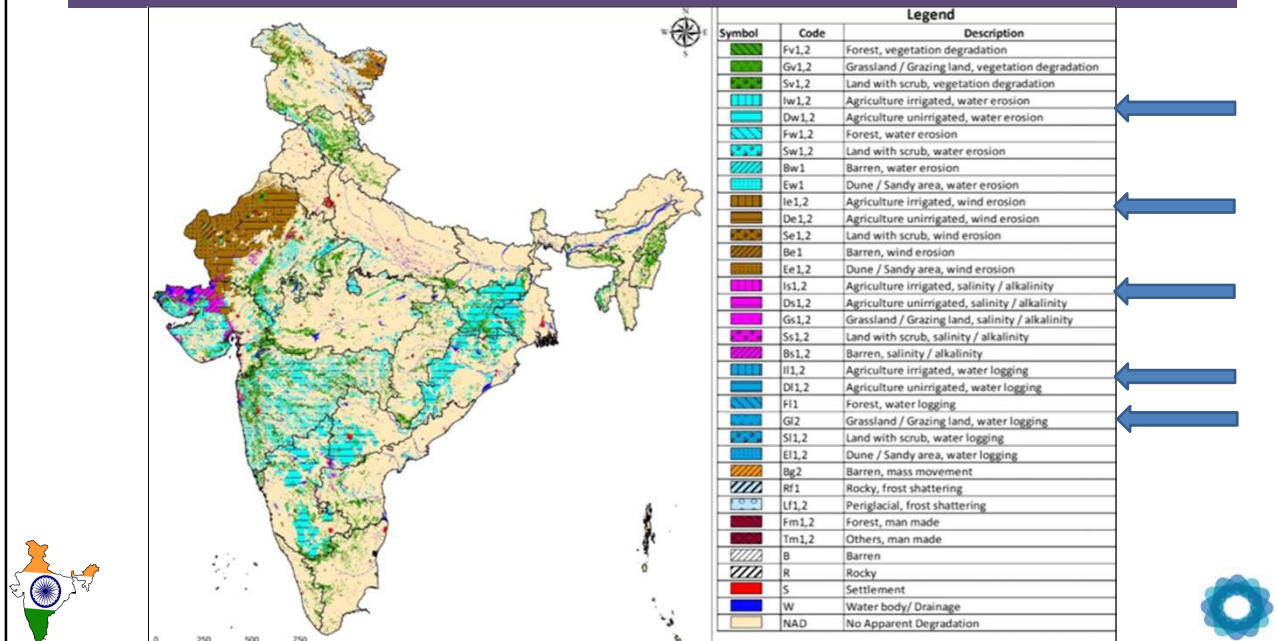 N
W
E
S
Legend
Symbol Code Description
Fv1,2 Forest, vegetation degradation
Gv1,2 Grassland / Grazing land, vegetation degradation
Sv1,2 Land with scrub, vegetation degradation
Iw1,2 Agriculture irrigated, water erosion
Dw1,2 Agriculture unirrigated, water erosion
Fw1,2 Forest, water erosion
Sw1,2 Land with scrub, water erosion
Bw1 Barren, water erosion
Ew1 Dune / Sandy area, water erosion
Ie1,2 Agriculture irrigated, wind erosion
De1,2 Agriculture unirrigated, wind erosion
Se1,2 Land with scrub, wind erosion
Be1 Barren, wind erosion
Ee1,2 Dune / Sandy area, wind erosion
Is1,2 Agriculture irrigated, salinity / alkalinity
Ds1,2 Agriculture unirrigated, salinity / alkalinity
Gs1,2 Grassland / Grazing land, salinity / alkalinity
Ss1,2 Land with scrub, salinity / alkalinity
Bs1,2 Barren, salinity / alkalinity
Il1,2 Agriculture irrigated, water logging
Dl1,2 Agriculture unirrigated, water logging
Fl1 Forest, water logging
Gl2 Grassland / Grazing land, water logging
Sl1,2 Land with scrub, water logging
El1,2 Dune / Sandy area, water logging
Bg2 Barren, mass movement
Rf1 Rocky, frost shattering
Lf1,2 Periglacial, frost shattering
Fm1,2 Forest, man made
Tm1,2 Others, man made
B Barren
R Rocky
S Settlement
W Water body/ Drainage
NAD No Apparent Degradation
0 250 500 750